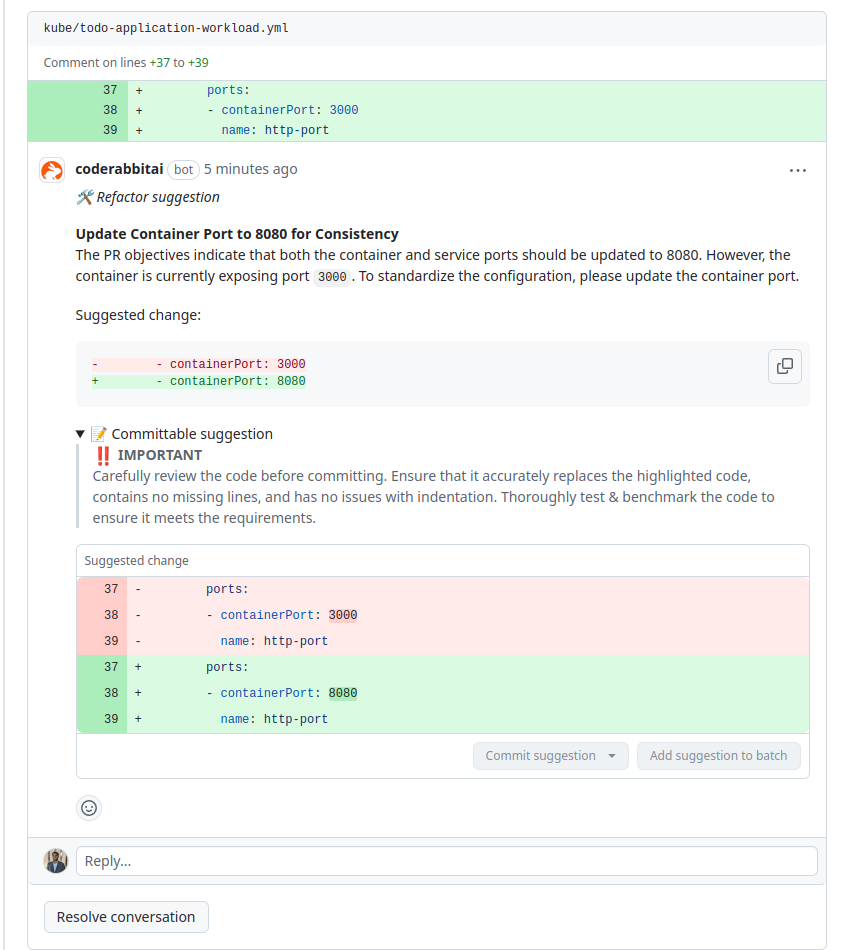 kube/todo-application-workload.yml
Comment on lines +37 to +39
37 + ports:
38 + - containerPort: 3000
39 + name: http-port
coderabbitai bot 5 minutes ago ...
🛠️ Refactor suggestion
Update Container Port to 8080 for Consistency
The PR objectives indicate that both the container and service ports should be updated to 8080. However, the
container is currently exposing port 3000 . To standardize the configuration, please update the container port.
Suggested change:
- - containerPort: 3000
+ - containerPort: 8080
▼ 📝 Committable suggestion
‼️ IMPORTANT
Carefully review the code before committing. Ensure that it accurately replaces the highlighted code,
contains no missing lines, and has no issues with indentation. Thoroughly test & benchmark the code to
ensure it meets the requirements.
Suggested change
37 - ports:
38 - - containerPort: 3000
39 - name: http-port
37 + ports:
38 + - containerPort: 8080
39 + name: http-port
Commit suggestion Add suggestion to batch
Reply...
Resolve conversation